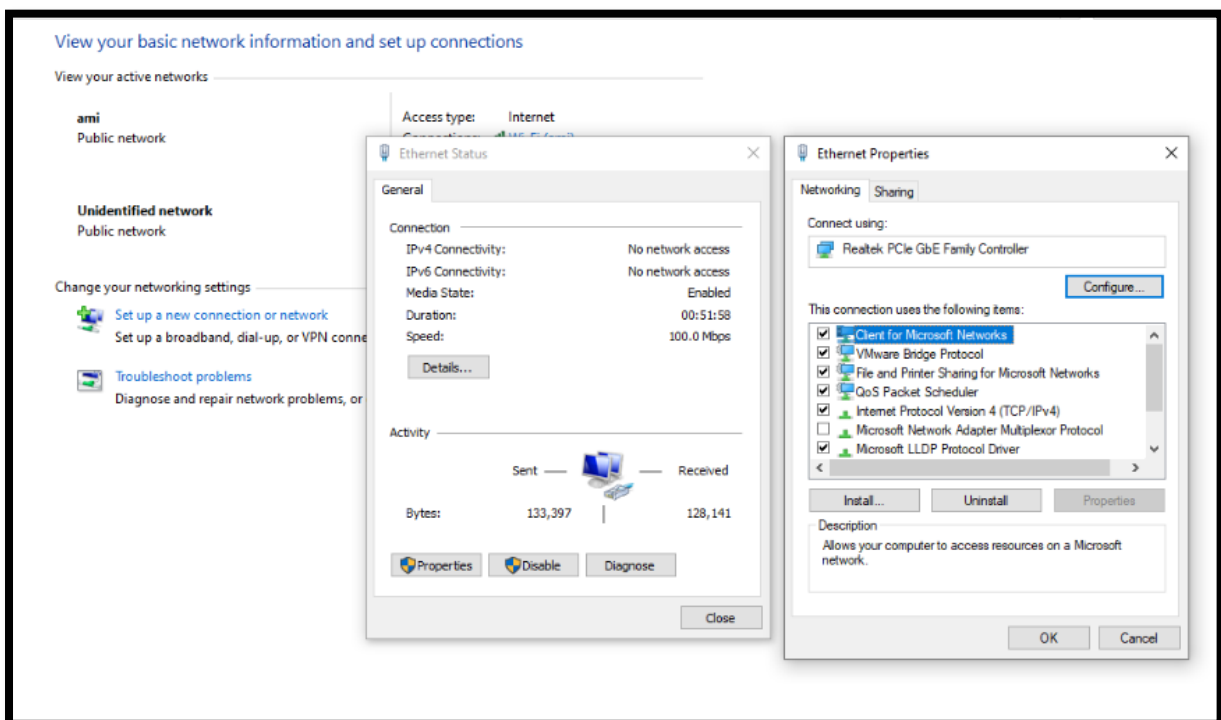 View your basic network information and set up connections
View your active networks
ami
Public network
Access type: Internet
Connections: Wi-Fi (ami)
Unidentified network
Public network
Change your networking settings
Set up a new connection or network
Set up a broadband, dial-up, or VPN conne
Troubleshoot problems
Diagnose and repair network problems, or
Ethernet Status
General
Connection
IPv4 Connectivity: No network access
IPv6 Connectivity: No network access
Media State: Enabled
Duration: 00:51:58
Speed: 100.0 Mbps
Details...
Activity
Sent — — Received
Bytes: 133,397 128,141
Properties Disable Diagnose
Close
Ethernet Properties
Networking Sharing
Connect using:
Realtek PCIe GbE Family Controller
Configure...
This connection uses the following items:
Client for Microsoft Networks
VMware Bridge Protocol
File and Printer Sharing for Microsoft Networks
QoS Packet Scheduler
Internet Protocol Version 4 (TCP/IPv4)
Microsoft Network Adapter Multiplexor Protocol
Microsoft LLDP Protocol Driver
Install... Uninstall Properties
Description
Allows your computer to access resources on a Microsoft
network.
OK Cancel